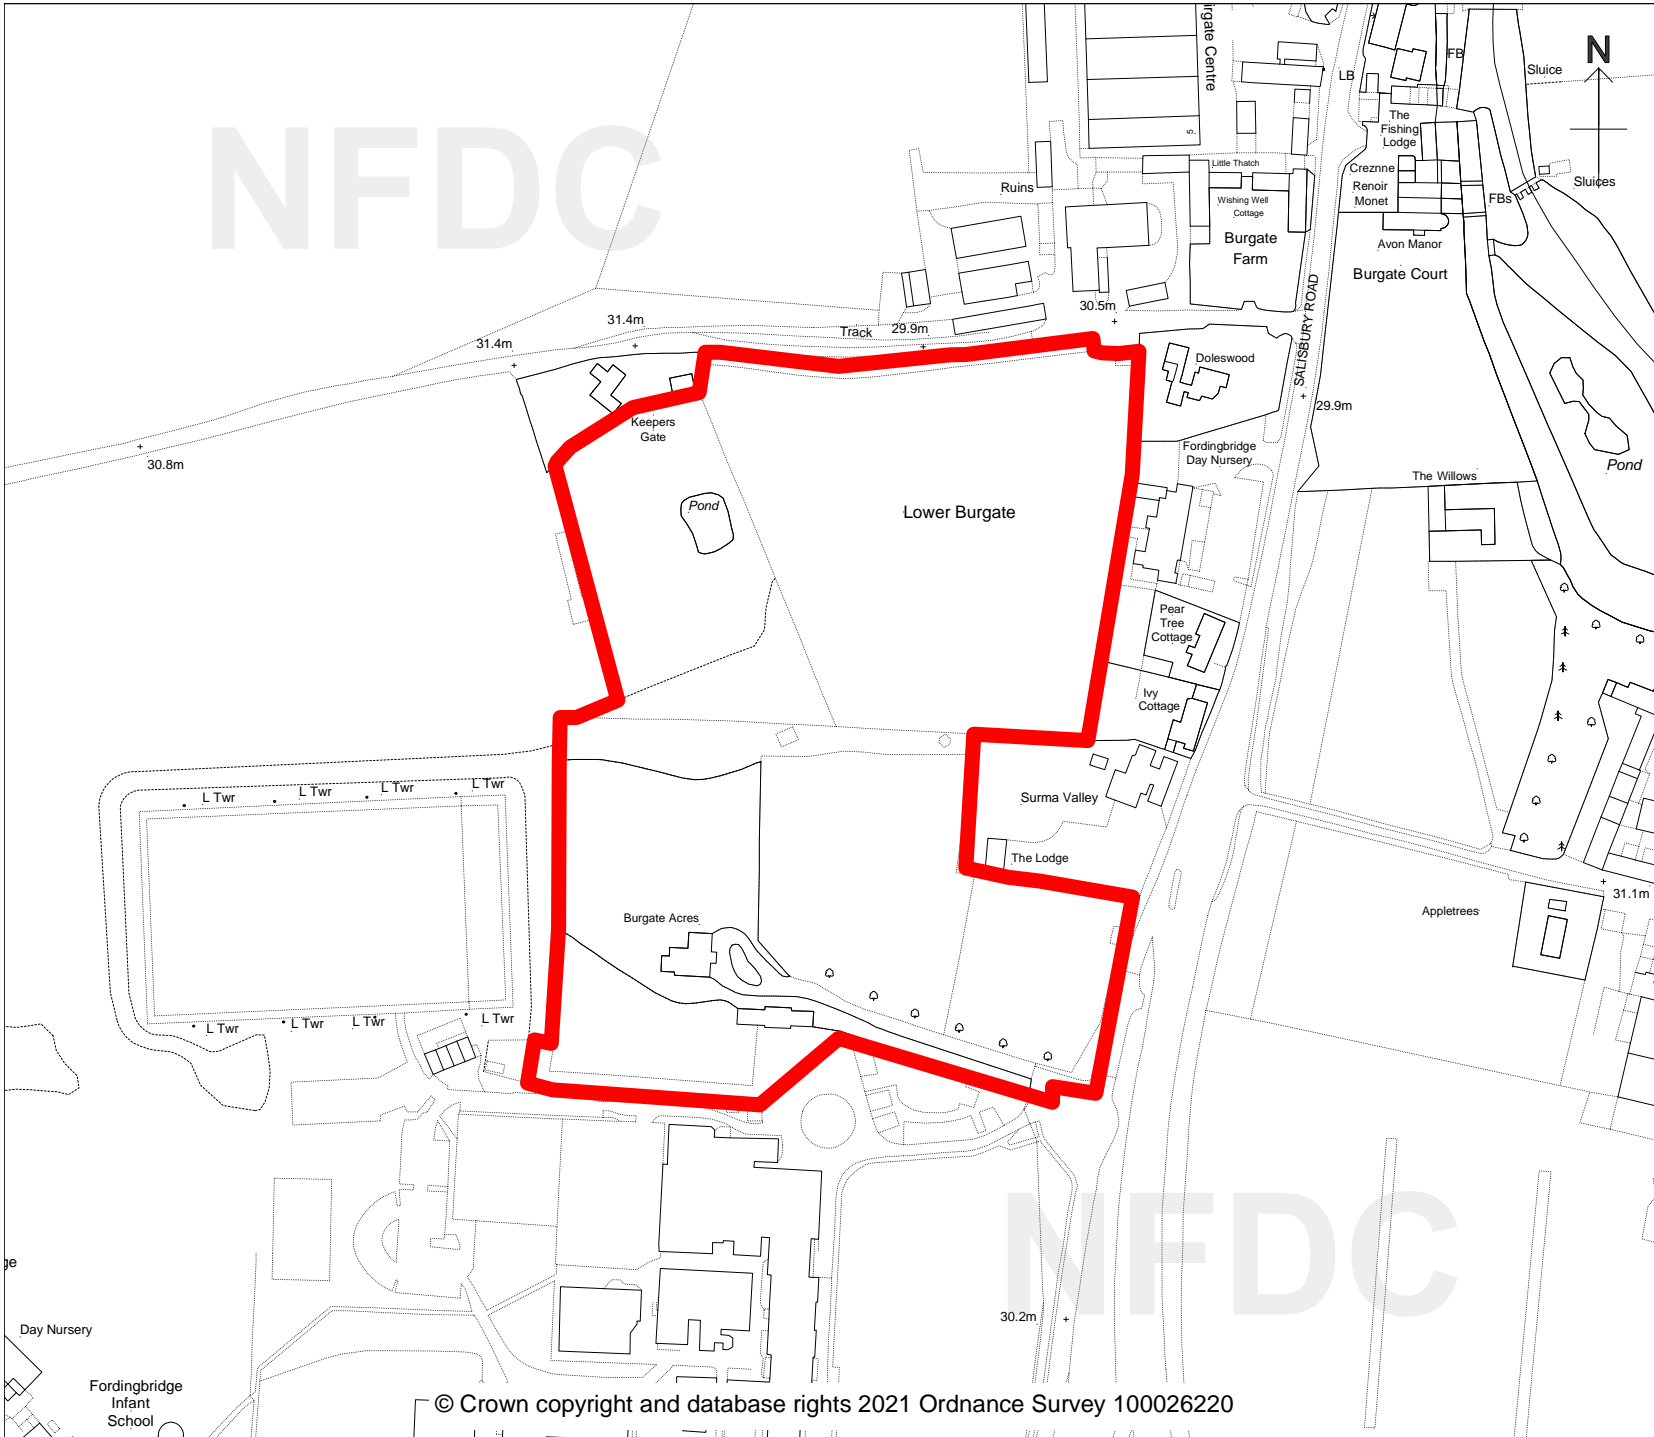 NFDC
N
FB
Sluice
LB
The
Fishing
Lodge
5
Little Thatch
Creznne
Renoir
Monet
Sluices
FBs
Ruins
Wishing Well
Cottage
Burgate
Farm
Avon Manor
Burgate Court
SALISBURY ROAD
30.5m
31.4m
29.9m
Track
31.4m
Doleswood
29.9m
Keepers
Gate
30.8m
Fordingbridge
Day Nursery
Pond
The Willows
Pond
Lower Burgate
Pear
Tree
Cottage
Ivy
Cottage
L Twr
L Twr
L Twr
L Twr
Surma Valley
The Lodge
31.1m
Burgate Acres
Appletrees
L Twr
L Twr
L Twr
L Twr
NFDC
30.2m
Day Nursery
Fordingbridge
Infant
School
© Crown copyright and database rights 2021 Ordnance Survey 100026220